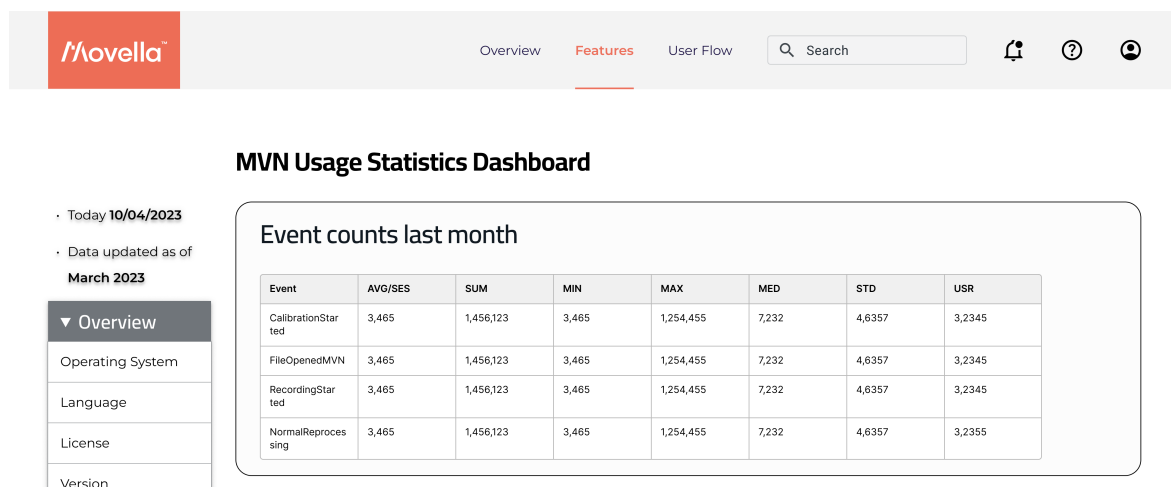 Movella™
Overview Features User Flow Search
MVN Usage Statistics Dashboard
• Today 10/04/2023
• Data updated as of
March 2023
▼ Overview
Operating System
Language
License
Version
Event counts last month
Event AVG/SES SUM MIN MAX MED STD USR
CalibrationStar
ted 3,465 1,456,123 3,465 1,254,455 7,232 4,6357 3,2345
FileOpenedMVN 3,465 1,456,123 3,465 1,254,455 7,232 4,6357 3,2345
RecordingStar
ted 3,465 1,456,123 3,465 1,254,455 7,232 4,6357 3,2345
NormalReproces
sing 3,465 1,456,123 3,465 1,254,455 7,232 4,6357 3,2355